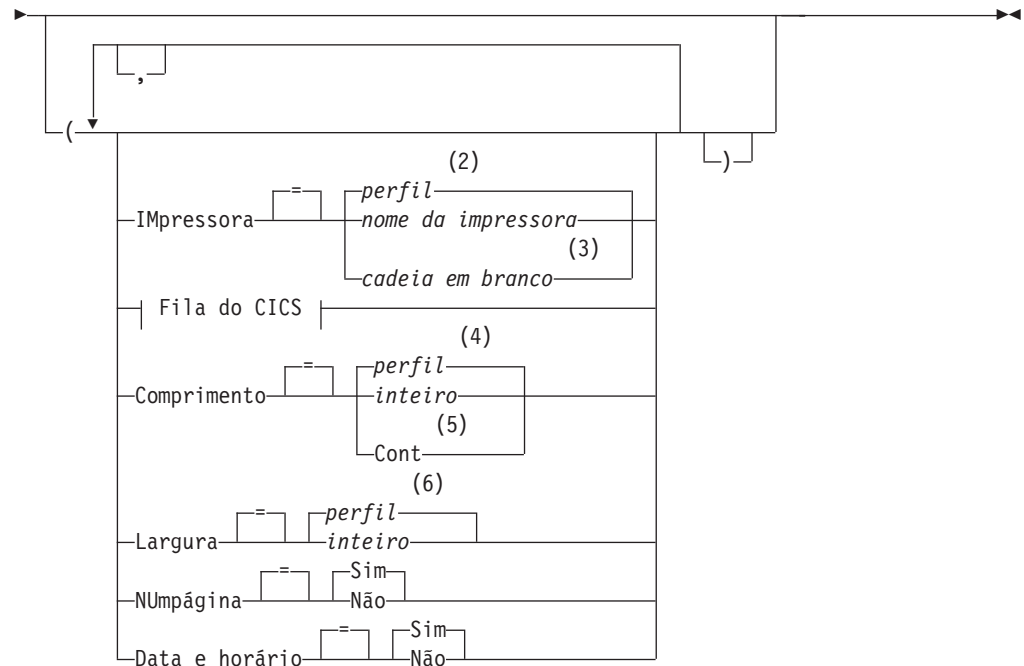 ,
(
)
(2)
=
perfil
IMpressora
nome da impressora
(3)
cadeia em branco
Fila do CICS
(4)
=
perfil
Comprimento
inteiro
(5)
Cont
(6)
=
perfil
Largura
inteiro
=
Sim
NUmpágina
Não
=
Sim
Data e horário
Não